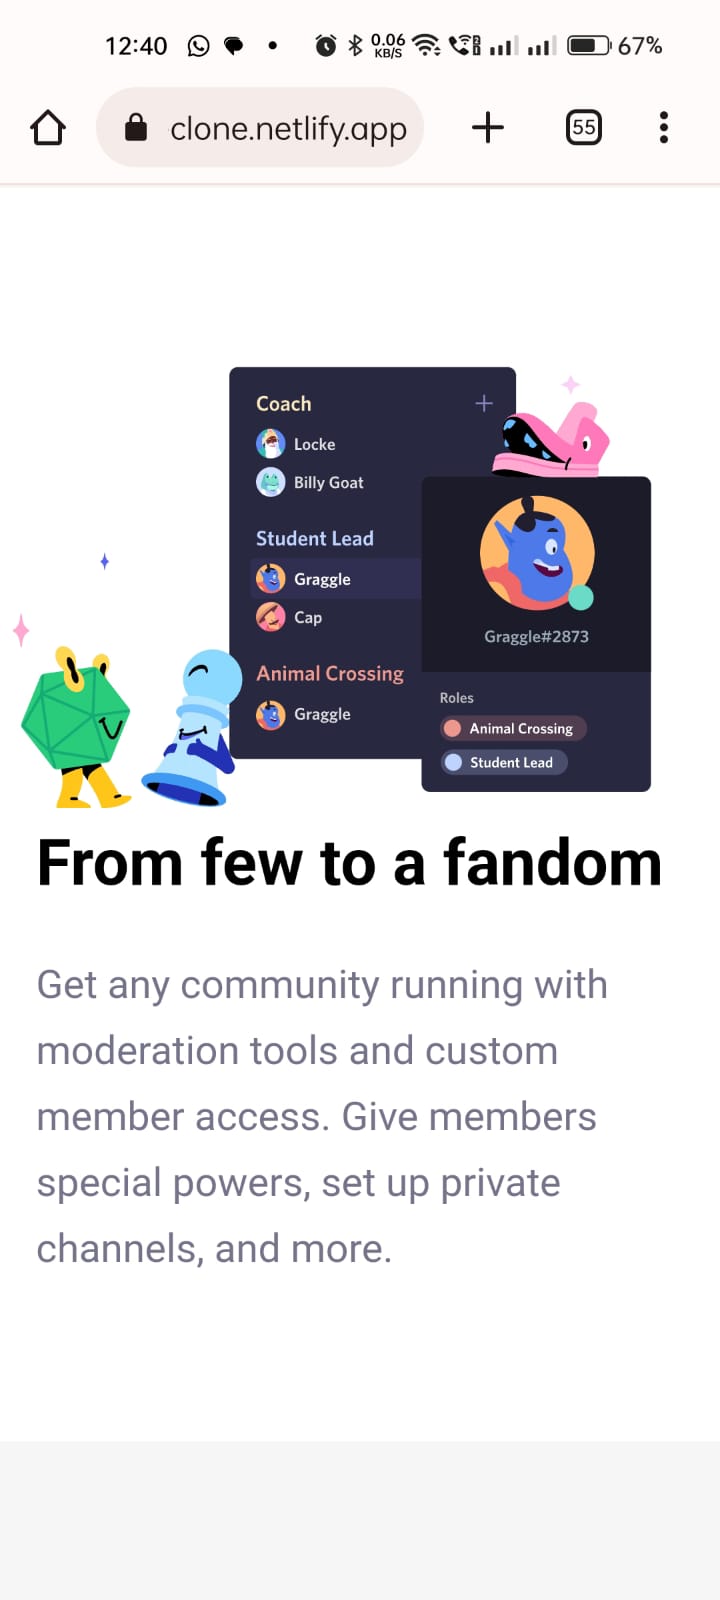 12:40 0.06 KB/S 67%
clone.netlify.app 55
Coach
Locke
Billy Goat
Student Lead
Graggle
Cap
Animal Crossing
Graggle
Graggle#2873
Roles
Animal Crossing
Student Lead
From few to a fandom
Get any community running with
moderation tools and custom
member access. Give members
special powers, set up private
channels, and more.